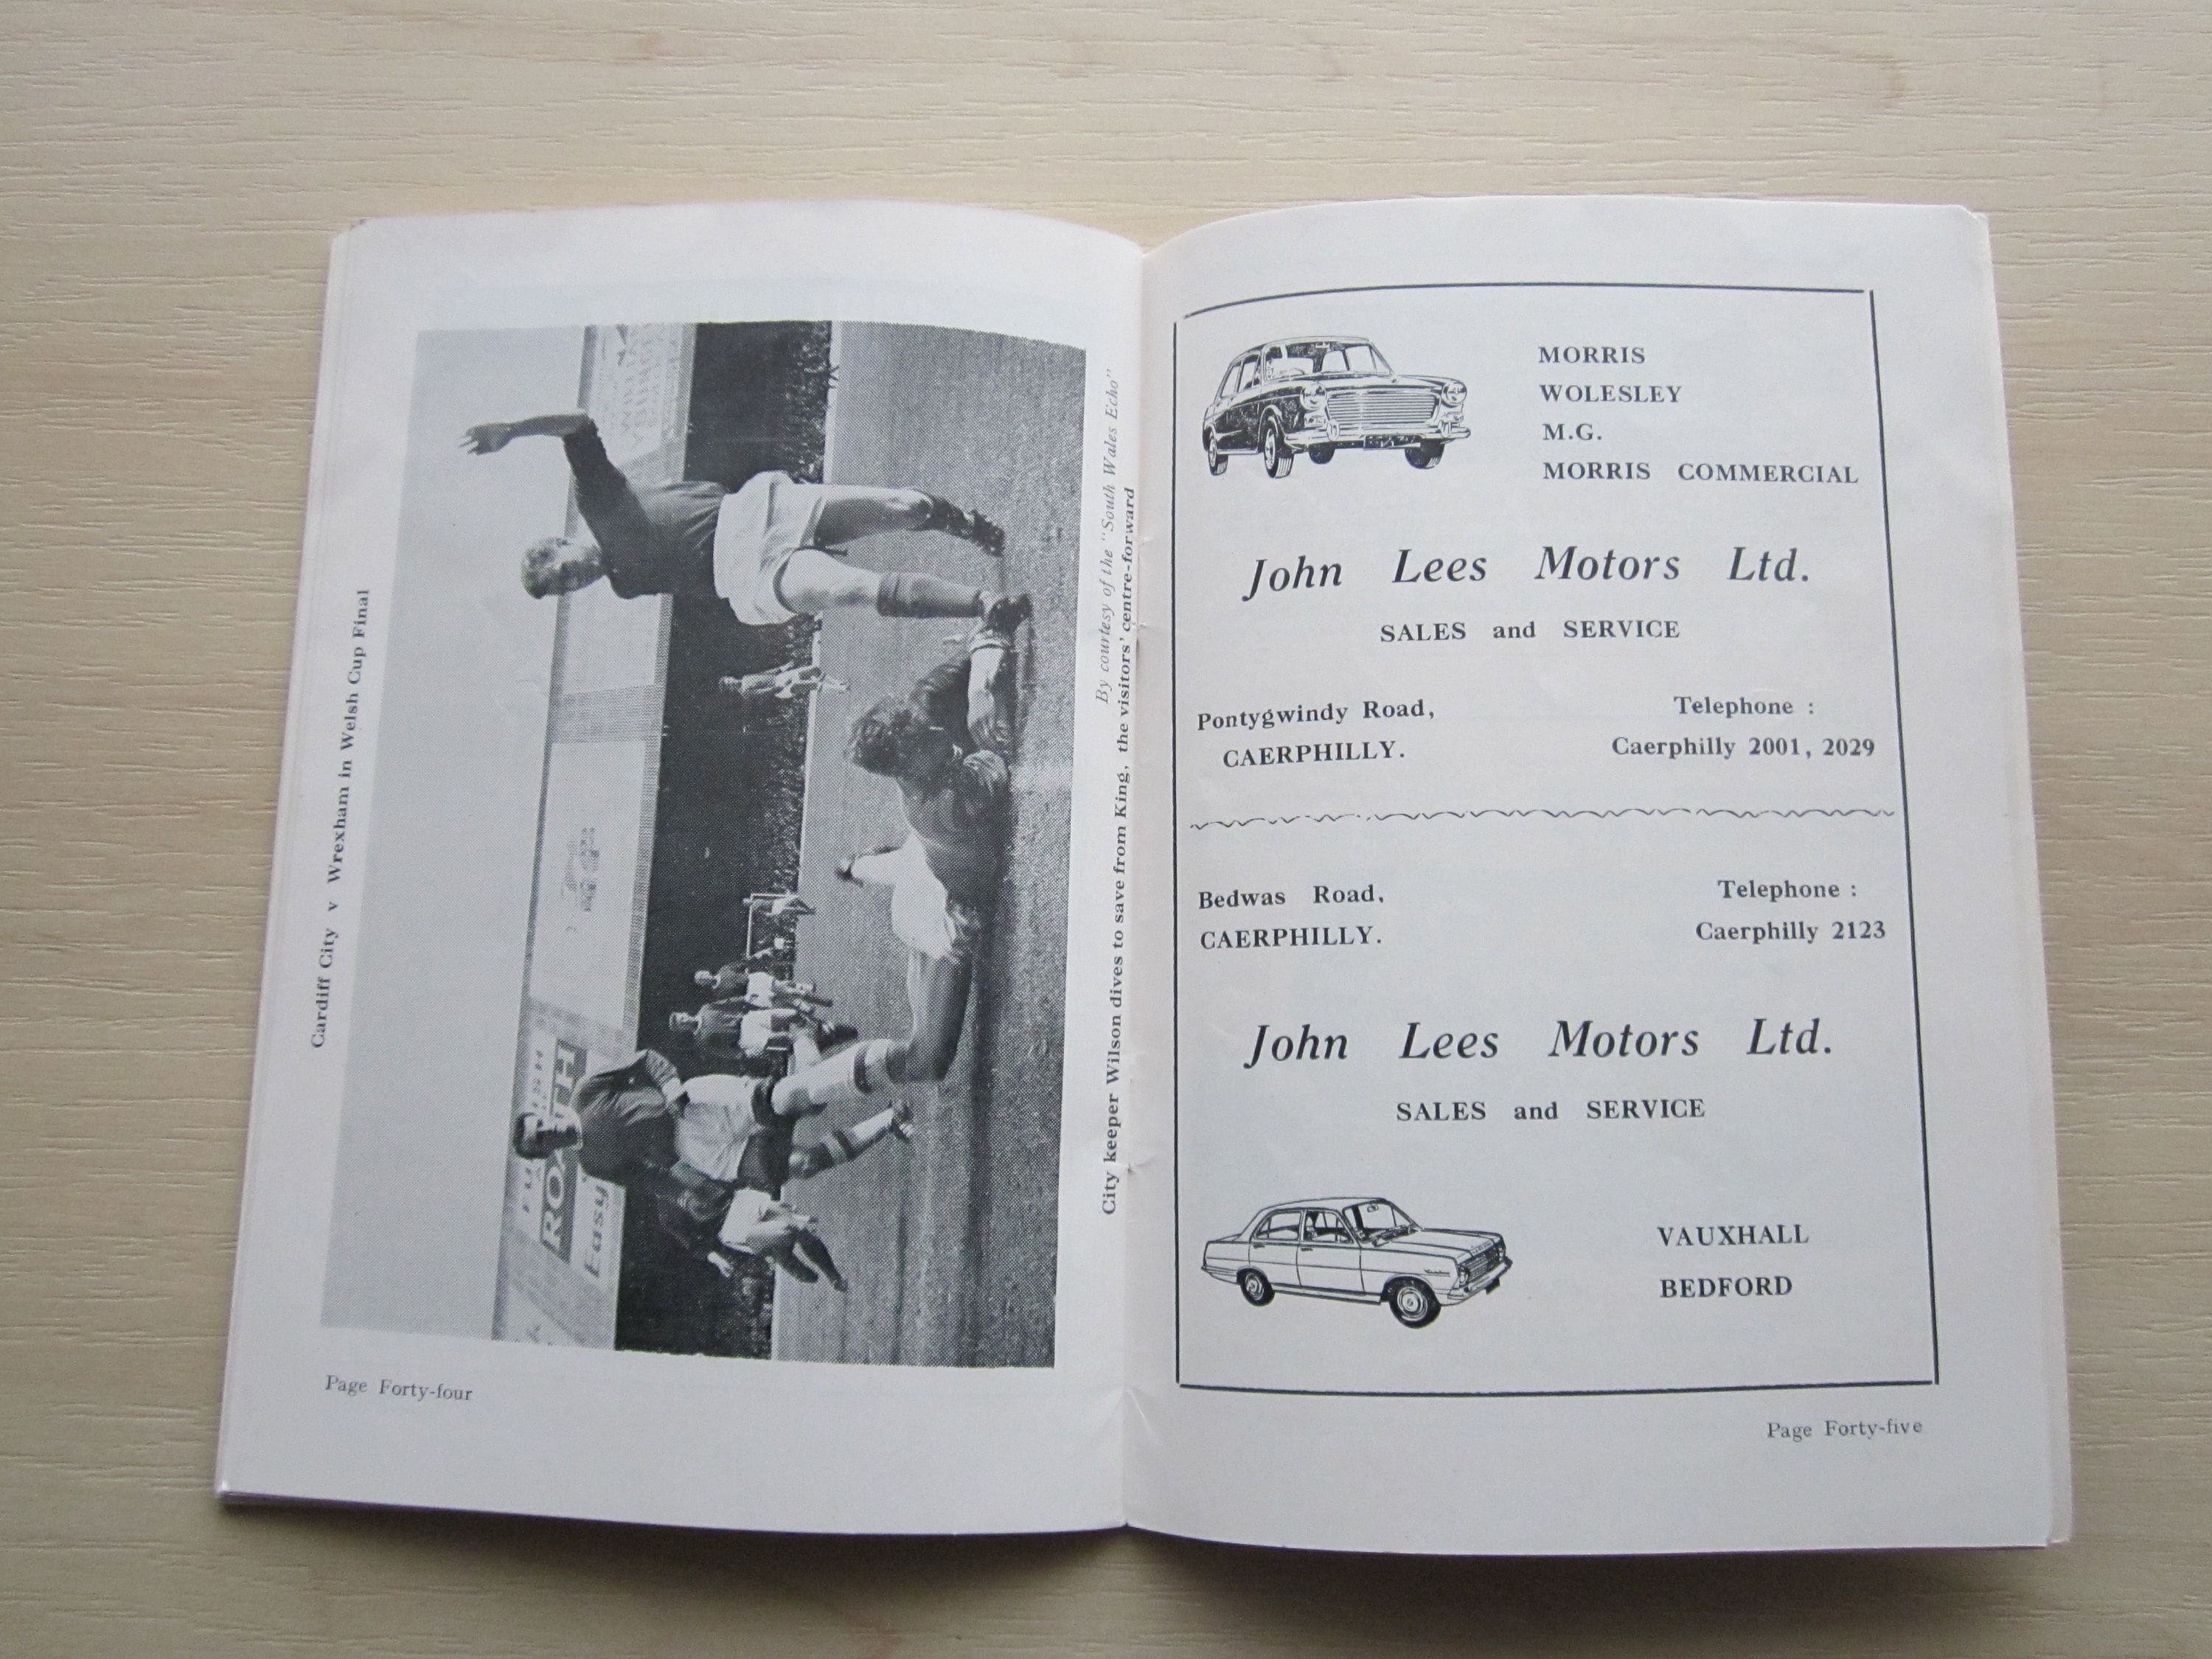 Cardiff City v Wrexham in Welsh Cup Final
ROATH
Easy
By courtesy of the "South Wales Echo"
City keeper Wilson dives to save from King, the visitors' centre-forward
Page Forty-four
MORRIS
WOLESLEY
M.G.
MORRIS COMMERCIAL
John Lees Motors Ltd.
SALES and SERVICE
Pontygwindy Road,
CAERPHILLY.
Telephone :
Caerphilly 2001, 2029
Bedwas Road,
CAERPHILLY.
Telephone :
Caerphilly 2123
John Lees Motors Ltd.
SALES and SERVICE
VAUXHALL
BEDFORD
Page Forty-five